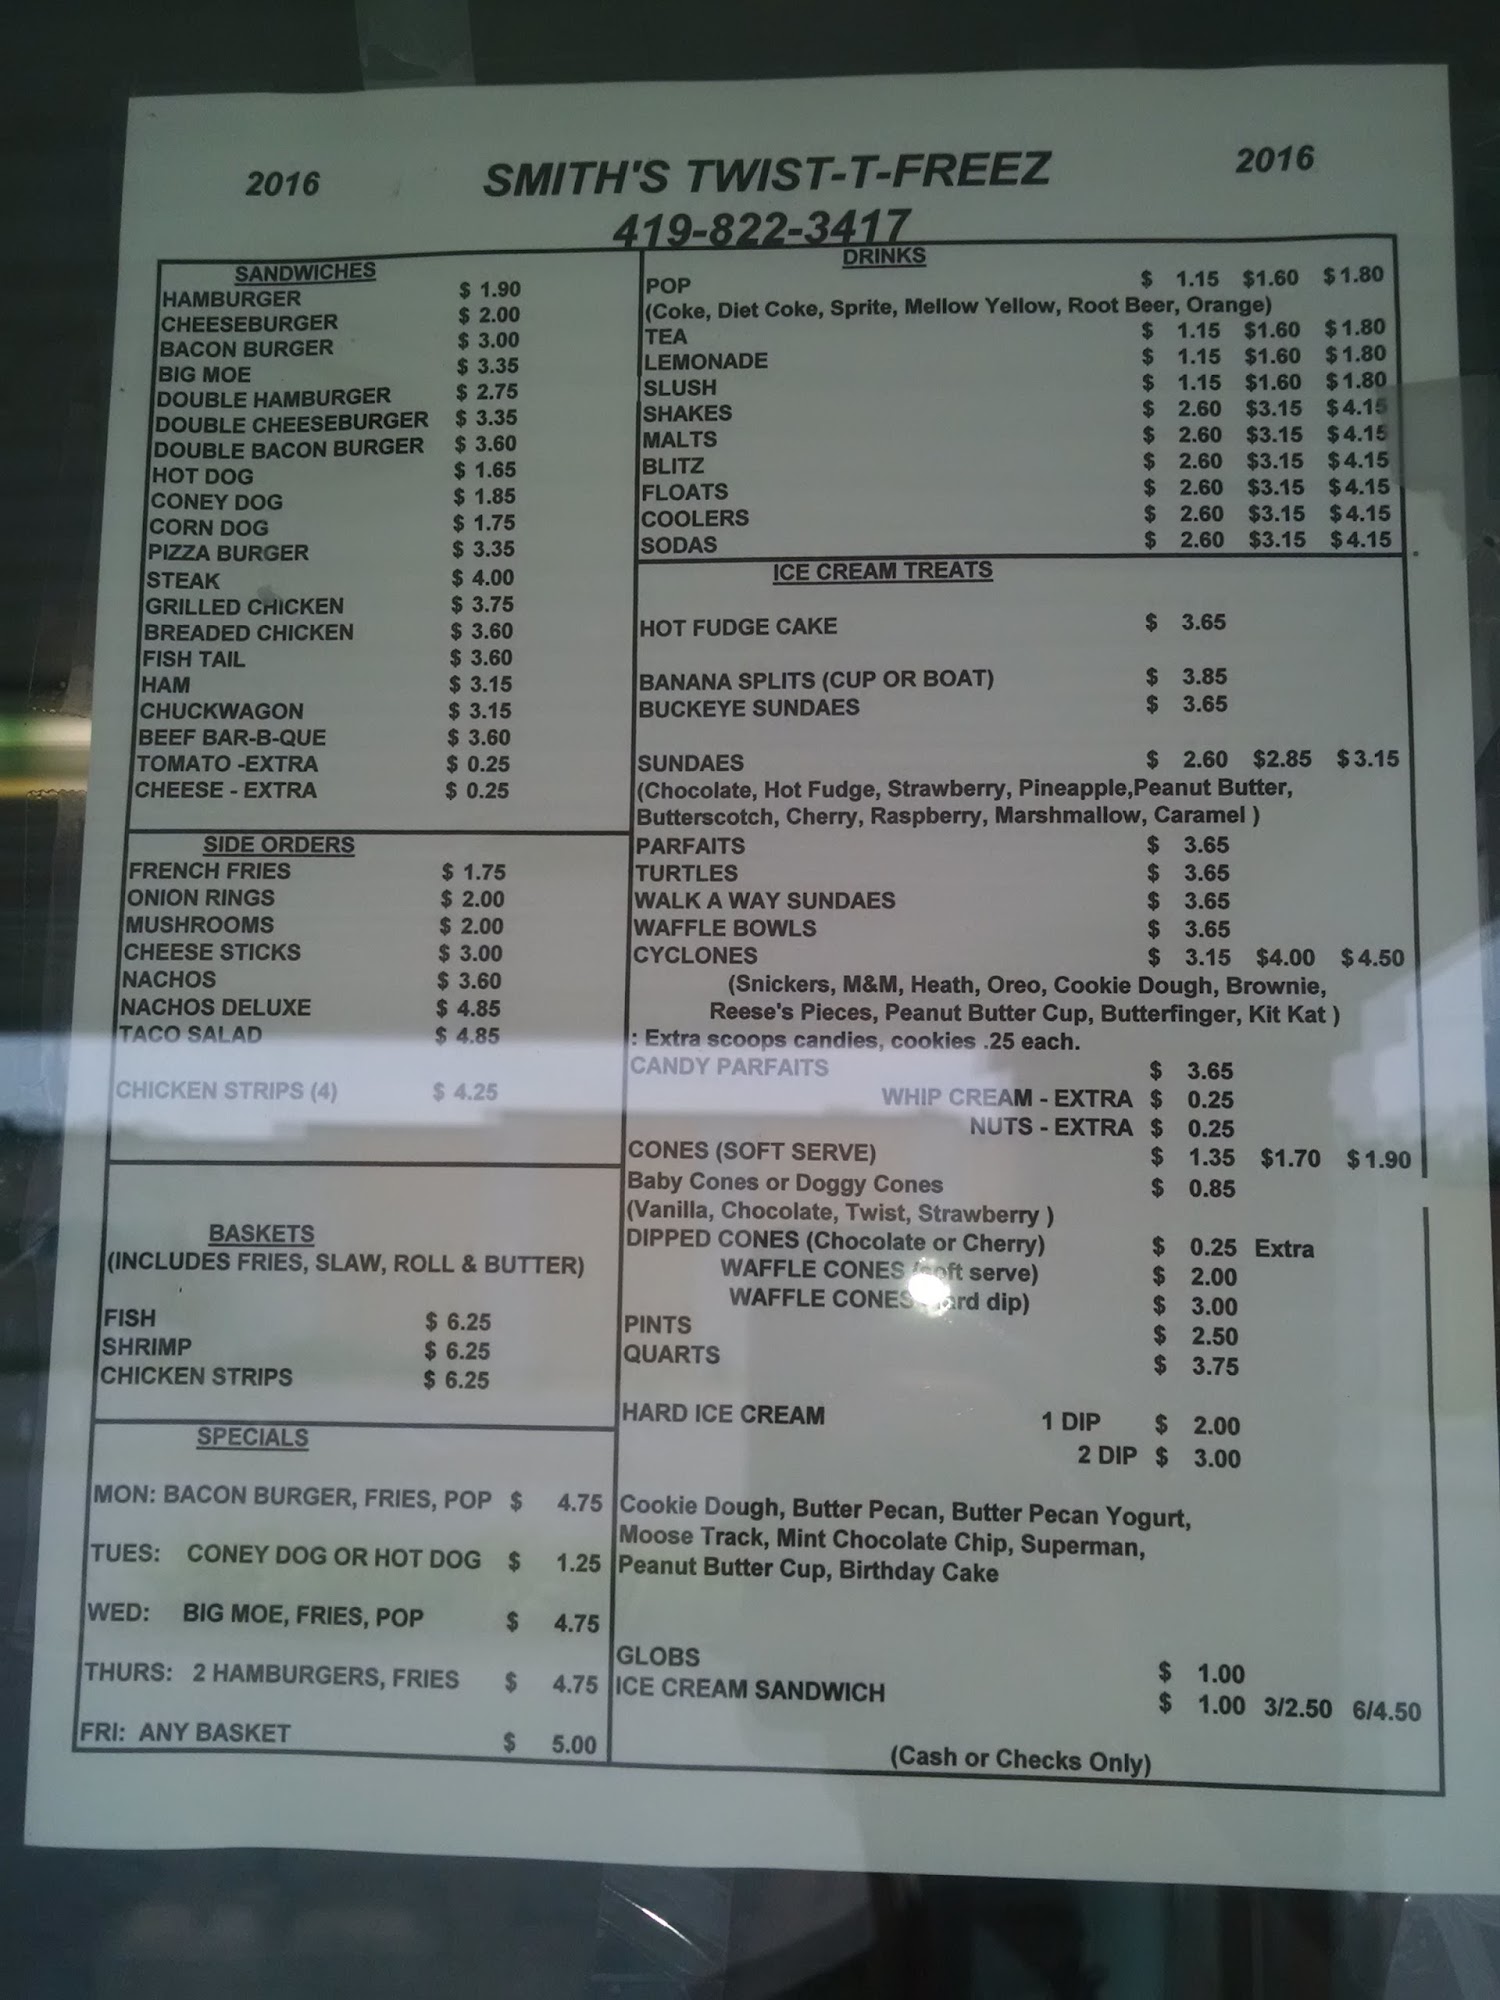 2016 SMITH'S TWIST-T-FREEZ 2016
419-822-3417
SANDWICHES
HAMBURGER $ 1.90
CHEESEBURGER $ 2.00
BACON BURGER $ 3.00
BIG MOE $ 3.35
DOUBLE HAMBURGER $ 2.75
DOUBLE CHEESEBURGER $ 3.35
DOUBLE BACON BURGER $ 3.60
HOT DOG $ 1.65
CONEY DOG $ 1.85
CORN DOG $ 1.75
PIZZA BURGER $ 3.35
STEAK $ 4.00
GRILLED CHICKEN $ 3.75
BREADED CHICKEN $ 3.60
FISH TAIL $ 3.60
HAM $ 3.15
CHUCKWAGON $ 3.15
BEEF BAR-B-QUE $ 3.60
TOMATO -EXTRA $ 0.25
CHEESE - EXTRA $ 0.25
SIDE ORDERS
FRENCH FRIES $ 1.75
ONION RINGS $ 2.00
MUSHROOMS $ 2.00
CHEESE STICKS $ 3.00
NACHOS $ 3.60
NACHOS DELUXE $ 4.85
TACO SALAD $ 4.85
CHICKEN STRIPS (4) $ 4.25
BASKETS
(INCLUDES FRIES, SLAW, ROLL & BUTTER)
FISH $ 6.25
SHRIMP $ 6.25
CHICKEN STRIPS $ 6.25
SPECIALS
MON: BACON BURGER, FRIES, POP $ 4.75
TUES: CONEY DOG OR HOT DOG $ 1.25
WED: BIG MOE, FRIES, POP $ 4.75
THURS: 2 HAMBURGERS, FRIES $ 4.75
FRI: ANY BASKET $ 5.00
DRINKS
POP $ 1.15 $1.60 $1.80
(Coke, Diet Coke, Sprite, Mellow Yellow, Root Beer, Orange)
TEA $ 1.15 $1.60 $1.80
LEMONADE $ 1.15 $1.60 $1.80
SLUSH $ 1.15 $1.60 $1.80
SHAKES $ 2.60 $3.15 $4.15
MALTS $ 2.60 $3.15 $4.15
BLITZ $ 2.60 $3.15 $4.15
FLOATS $ 2.60 $3.15 $4.15
COOLERS $ 2.60 $3.15 $4.15
SODAS $ 2.60 $3.15 $4.15
ICE CREAM TREATS
HOT FUDGE CAKE $ 3.65
BANANA SPLITS (CUP OR BOAT) $ 3.85
BUCKEYE SUNDAES $ 3.65
SUNDAES $ 2.60 $2.85 $3.15
(Chocolate, Hot Fudge, Strawberry, Pineapple,Peanut Butter,
Butterscotch, Cherry, Raspberry, Marshmallow, Caramel )
PARFAITS $ 3.65
TURTLES $ 3.65
WALK A WAY SUNDAES $ 3.65
WAFFLE BOWLS $ 3.65
CYCLONES $ 3.15 $4.00 $4.50
(Snickers, M&M, Heath, Oreo, Cookie Dough, Brownie,
Reese's Pieces, Peanut Butter Cup, Butterfinger, Kit Kat )
: Extra scoops candies, cookies .25 each.
CANDY PARFAITS $ 3.65
WHIP CREAM - EXTRA $ 0.25
NUTS - EXTRA $ 0.25
CONES (SOFT SERVE) $ 1.35 $1.70 $1.90
Baby Cones or Doggy Cones $ 0.85
(Vanilla, Chocolate, Twist, Strawberry )
DIPPED CONES (Chocolate or Cherry) $ 0.25 Extra
WAFFLE CONES (soft serve) $ 2.00
WAFFLE CONES (hard dip) $ 3.00
PINTS $ 2.50
QUARTS $ 3.75
HARD ICE CREAM 1 DIP $ 2.00
2 DIP $ 3.00
Cookie Dough, Butter Pecan, Butter Pecan Yogurt,
Moose Track, Mint Chocolate Chip, Superman,
Peanut Butter Cup, Birthday Cake
GLOBS $ 1.00
ICE CREAM SANDWICH $ 1.00 3/2.50 6/4.50
(Cash or Checks Only)